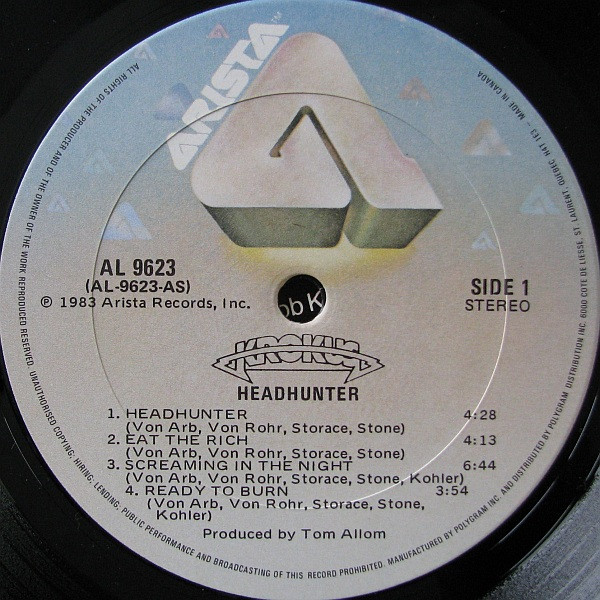 ARISTA™
AL 9623
(AL-9623-AS)
℗ 1983 Arista Records, Inc.
SIDE 1
STEREO
ob K
KROKUS
HEADHUNTER
1. HEADHUNTER 4:28
(Von Arb, Von Rohr, Storace, Stone)
2. EAT THE RICH 4:13
(Von Arb, Von Rohr, Storace, Stone)
3. SCREAMING IN THE NIGHT 6:44
(Von Arb, Von Rohr, Storace, Stone, Kohler)
4. READY TO BURN 3:54
(Von Arb, Von Rohr, Storace, Stone,
Kohler)
Produced by Tom Allom
ALL RIGHTS OF THE PRODUCER AND OF THE OWNER OF THE WORK REPRODUCED RESERVED. UNAUTHORISED COPYING; HIRING; LENDING; PUBLIC PERFORMANCE AND BROADCASTING OF THIS RECORD PROHIBITED. MANUFACTURED BY POLYGRAM INC. AND DISTRIBUTED BY POLYGRAM DISTRIBUTION INC. 6000 COTE DE LIESSE, ST. LAURENT, QUEBEC H4T 1E3 – MADE IN CANADA